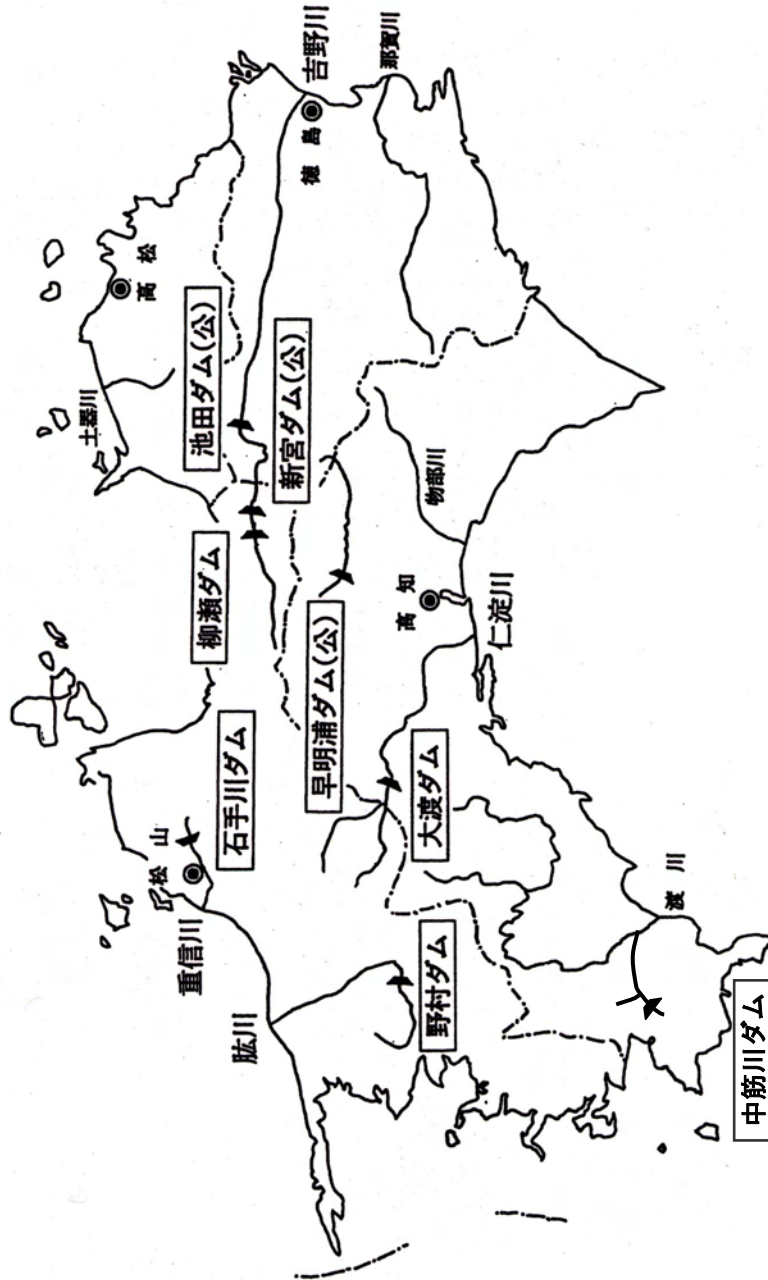 土器川
高松
池田ダム(公)
吉野川
徳島
那賀川
新宮ダム(公)
柳瀬ダム
早明浦ダム(公)
物部川
高知
仁淀川
石手川ダム
松山
重信川
大渡ダム
肱川
野村ダム
渡川
中筋川ダム